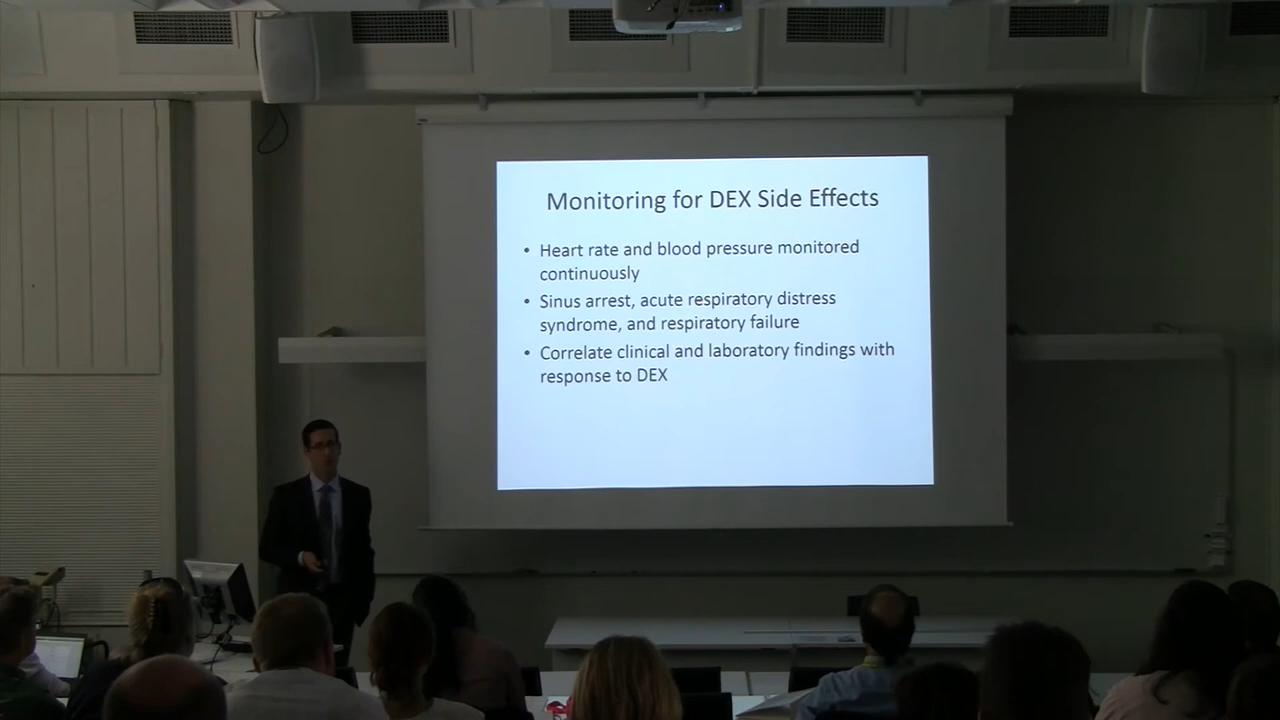 Monitoring for DEX Side Effects
• Heart rate and blood pressure monitored
continuously
• Sinus arrest, acute respiratory distress
syndrome, and respiratory failure
• Correlate clinical and laboratory findings with
response to DEX